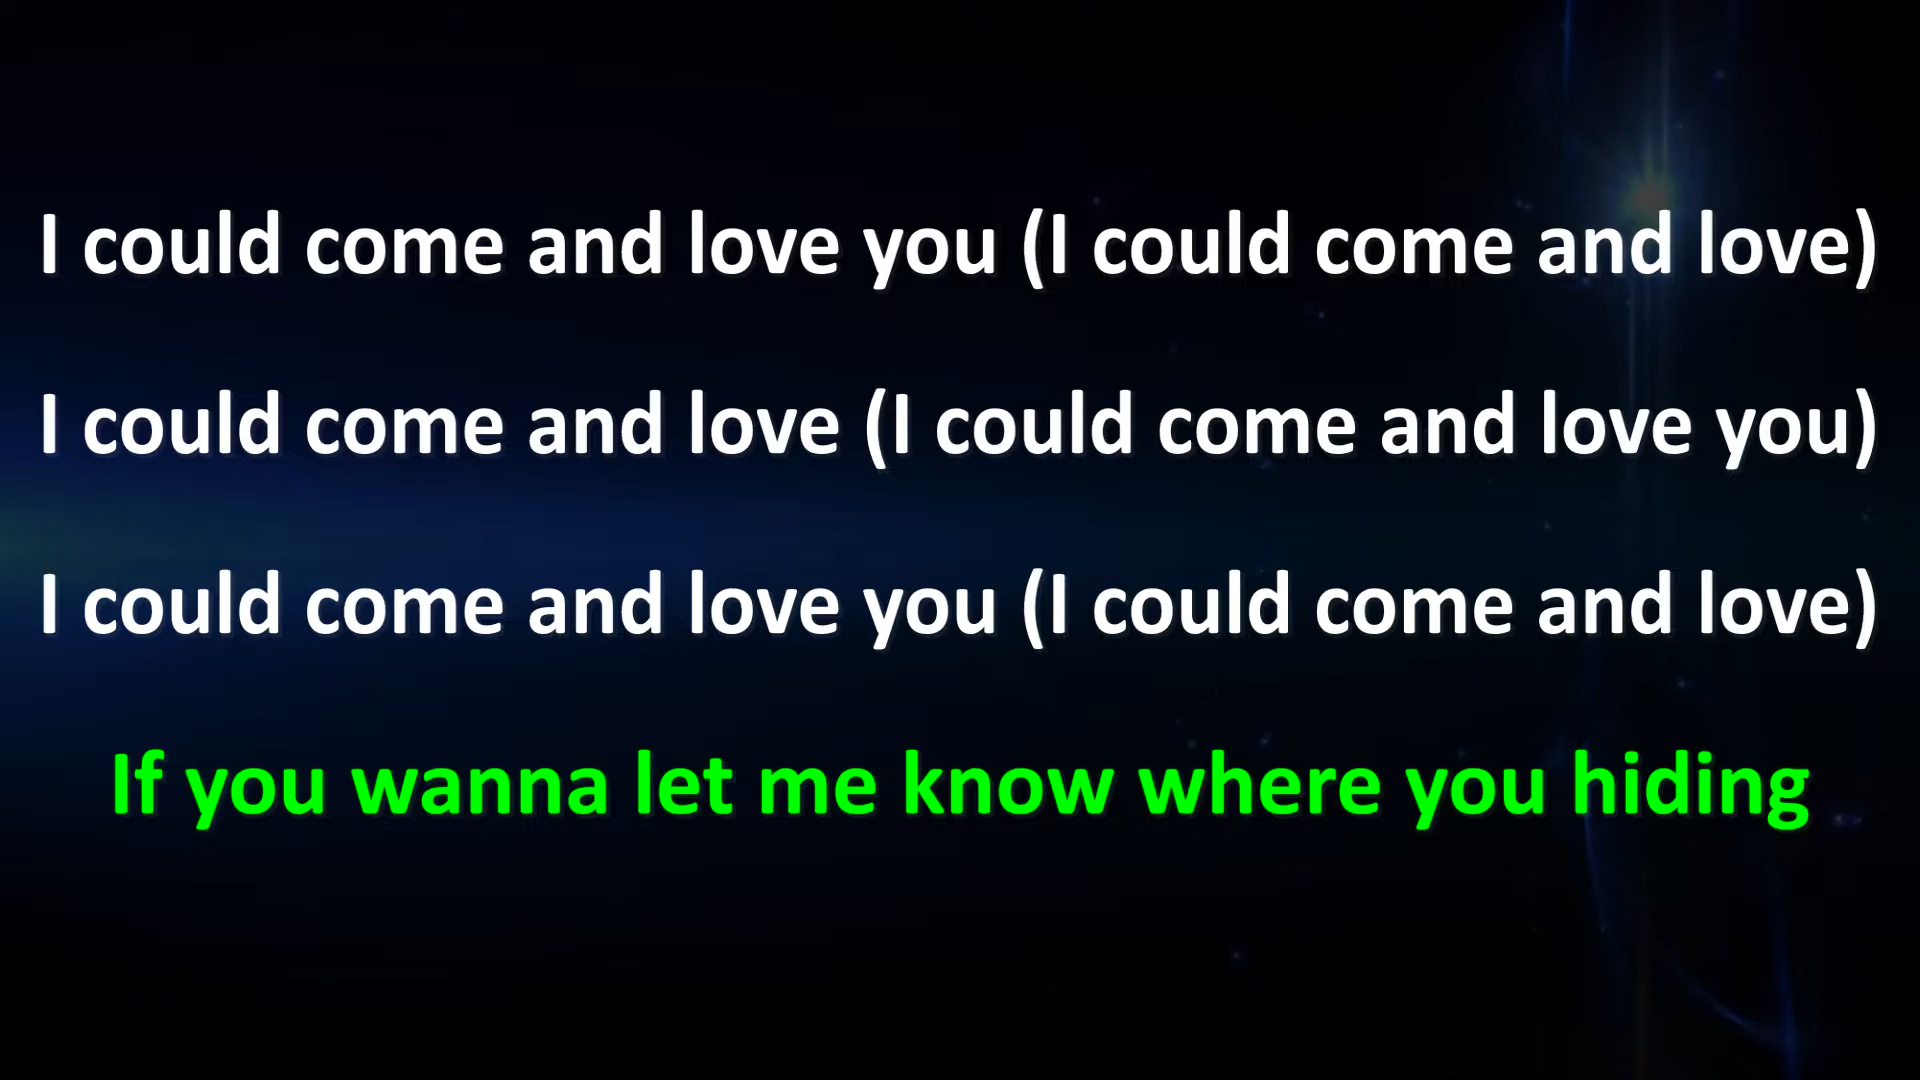 I could come and love you (I could come and love)
I could come and love (I could come and love you)
I could come and love you (I could come and love)
If you wanna let me know where you hiding